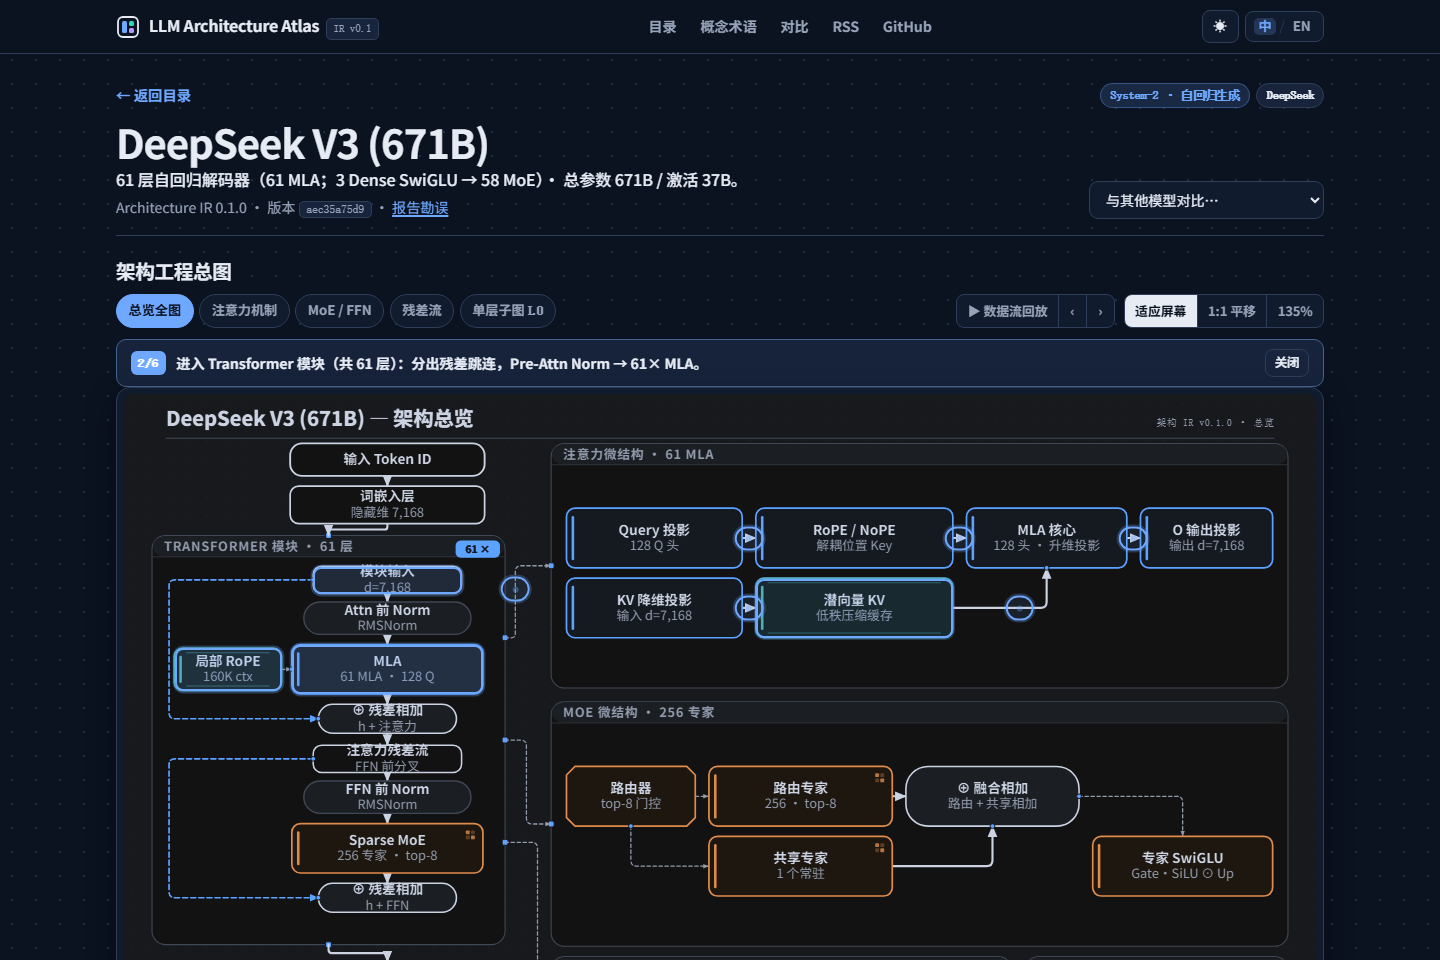 LLM Architecture Atlas IR v0.1
目录 概念术语 对比 RSS GitHub
中 / EN
← 返回目录
System-2 · 自回归生成 DeepSeek
DeepSeek V3 (671B)
61 层自回归解码器（61 MLA；3 Dense SwiGLU → 58 MoE）· 总参数 671B / 激活 37B。
Architecture IR 0.1.0 · 版本 aec35a75d9 · 报告勘误
与其他模型对比…
架构工程总图
总览全图 注意力机制 MoE / FFN 残差流 单层子图 L0
▶ 数据流回放 ‹ › 适应屏幕 1:1 平移 135%
2/6 进入 Transformer 模块（共 61 层）：分出残差跳连，Pre-Attn Norm → 61× MLA。 关闭
DeepSeek V3 (671B) — 架构总览
架构 IR v0.1.0 · 总览
输入 Token ID
词嵌入层
隐藏维 7,168
TRANSFORMER 模块 · 61 层
61 ×
模块输入
d=7,168
Attn 前 Norm
RMSNorm
局部 RoPE
160K ctx
MLA
61 MLA · 128 Q
⊕ 残差相加
h + 注意力
注意力残差流
FFN 前分叉
FFN 前 Norm
RMSNorm
Sparse MoE
256 专家 · top-8
⊕ 残差相加
h + FFN
注意力微结构 · 61 MLA
Query 投影
128 Q 头
RoPE / NoPE
解耦位置 Key
MLA 核心
128 头 · 升维投影
O 输出投影
输出 d=7,168
KV 降维投影
输入 d=7,168
潜向量 KV
低秩压缩缓存
MOE 微结构 · 256 专家
路由器
top-8 门控
路由专家
256 · top-8
⊕ 融合相加
路由 + 共享相加
共享专家
1 个常驻
专家 SwiGLU
Gate · SiLU ⊙ Up